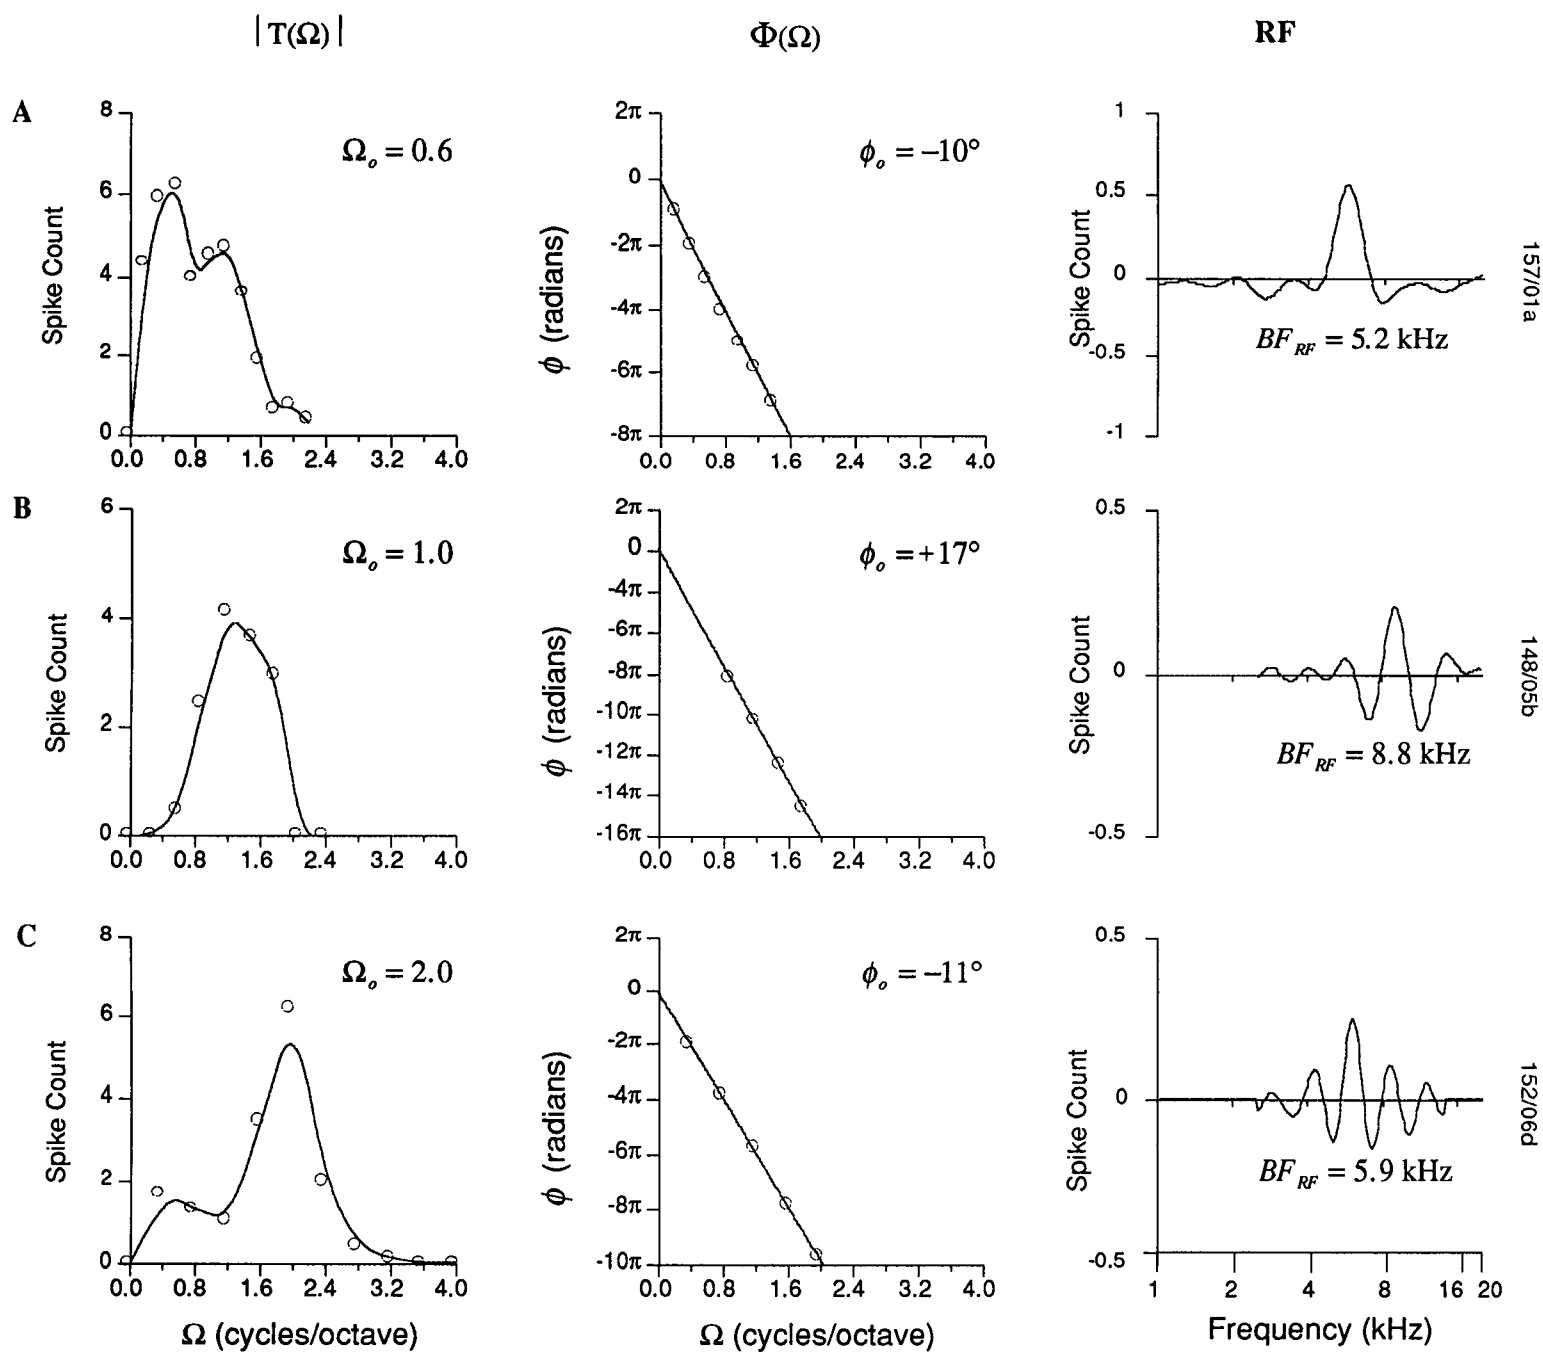 |T(Ω)| Φ(Ω) RF
A
8
6
4
2
0
0.0 0.8 1.6 2.4 3.2 4.0
Spike Count
Ωo = 0.6
2π
0
-2π
-4π
-6π
-8π
0.0 0.8 1.6 2.4 3.2 4.0
ϕ (radians)
ϕo = −10°
1
0.5
0
-0.5
-1
Spike Count
BF RF = 5.2 kHz
157/01a
B
6
4
2
0
0.0 0.8 1.6 2.4 3.2 4.0
Spike Count
Ωo = 1.0
2π
0
-4π
-6π
-8π
-10π
-12π
-14π
-16π
0.0 0.8 1.6 2.4 3.2 4.0
ϕ (radians)
ϕo = +17°
0.5
0
-0.5
Spike Count
BF RF = 8.8 kHz
148/05b
C
8
6
4
2
0
0.0 0.8 1.6 2.4 3.2 4.0
Spike Count
Ωo = 2.0
Ω (cycles/octave)
2π
0
-2π
-4π
-6π
-8π
-10π
0.0 0.8 1.6 2.4 3.2 4.0
ϕ (radians)
ϕo = −11°
Ω (cycles/octave)
0.5
0
-0.5
1 2 4 8 16 20
Spike Count
BF RF = 5.9 kHz
Frequency (kHz)
152/06d